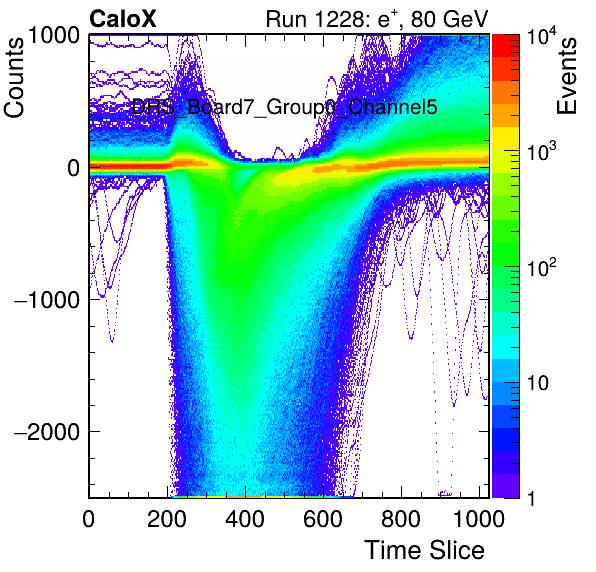 CaloX
Run 1228: e⁺, 80 GeV
Counts
Events
DRS_Board7_Group0_Channel5
1000
0
−1000
−2000
0
200
400
600
800
1000
Time Slice
10⁴
10³
10²
10
1